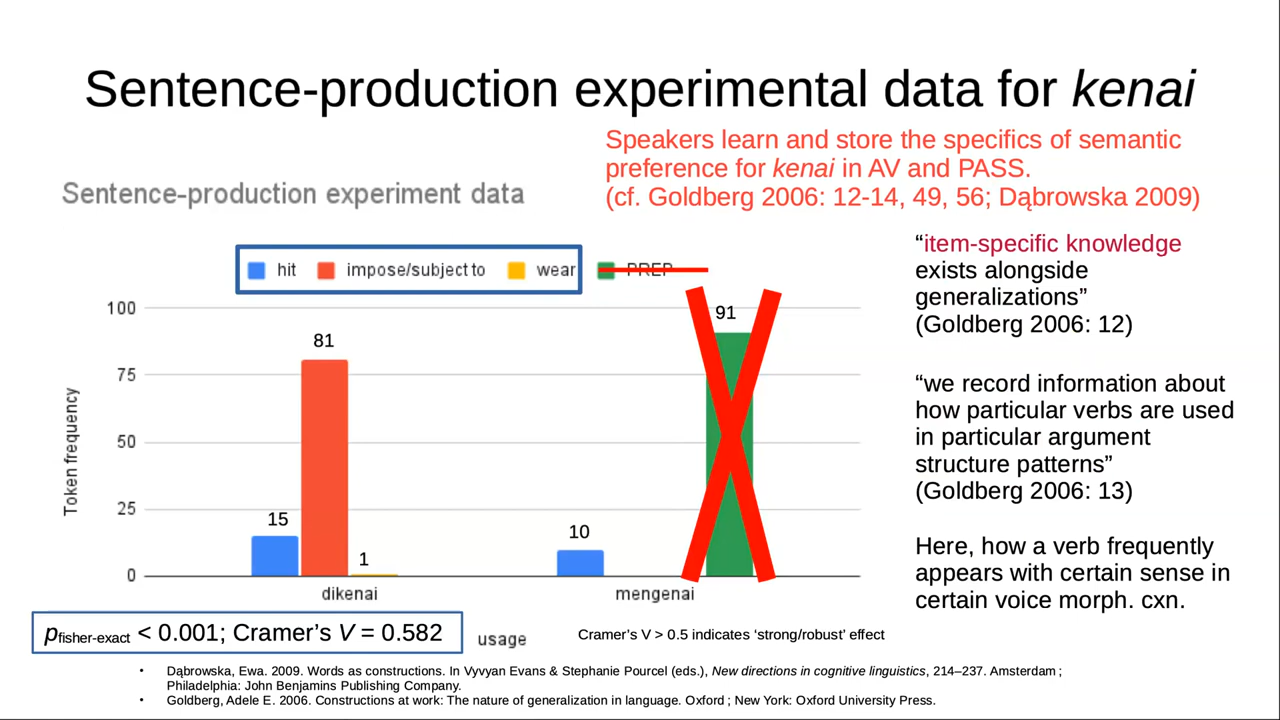 Sentence-production experimental data for kenai
Speakers learn and store the specifics of semantic
preference for kenai in AV and PASS.
(cf. Goldberg 2006: 12-14, 49, 56; Dąbrowska 2009)
Sentence-production experiment data
hit impose/subject to wear PREP
100
75
50
25
0
Token frequency
15
81
1
10
91
dikenai
mengenai
usage
“item-specific knowledge
exists alongside
generalizations”
(Goldberg 2006: 12)
“we record information about
how particular verbs are used
in particular argument
structure patterns”
(Goldberg 2006: 13)
Here, how a verb frequently
appears with certain sense in
certain voice morph. cxn.
pfisher-exact < 0.001; Cramer’s V = 0.582
Cramer’s V > 0.5 indicates ‘strong/robust’ effect
• Dąbrowska, Ewa. 2009. Words as constructions. In Vyvyan Evans & Stephanie Pourcel (eds.), New directions in cognitive linguistics, 214–237. Amsterdam ;
Philadelphia: John Benjamins Publishing Company.
• Goldberg, Adele E. 2006. Constructions at work: The nature of generalization in language. Oxford ; New York: Oxford University Press.